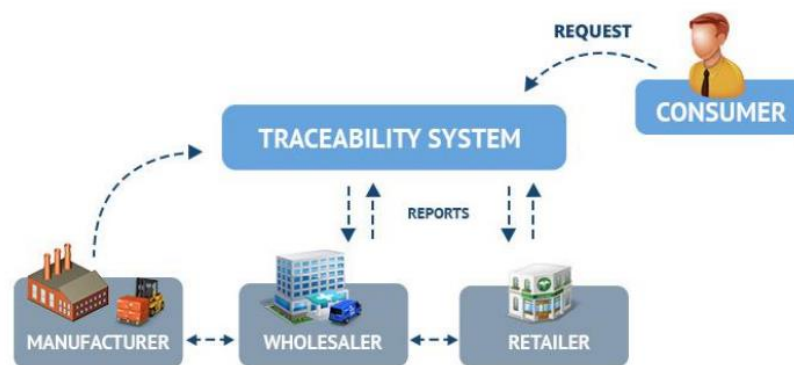 REQUEST
CONSUMER
TRACEABILITY SYSTEM
REPORTS
MANUFACTURER
WHOLESALER
RETAILER